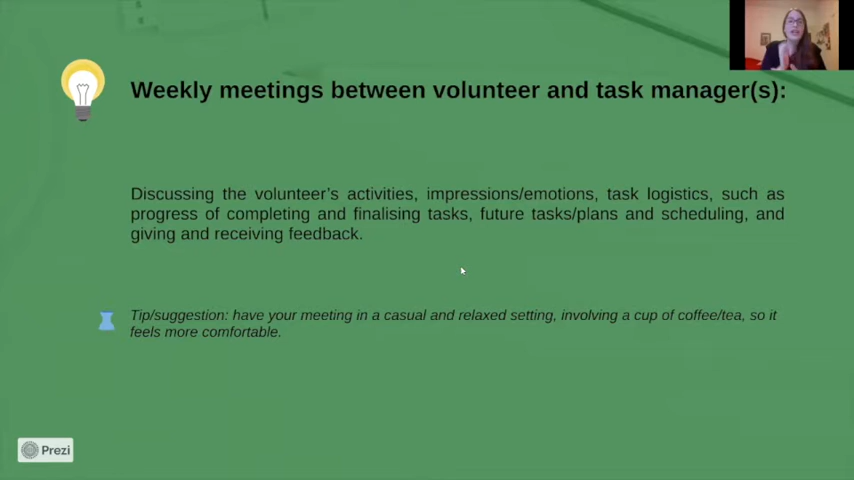 Weekly meetings between volunteer and task manager(s):
Discussing the volunteer's activities, impressions/emotions, task logistics, such as
progress of completing and finalising tasks, future tasks/plans and scheduling, and
giving and receiving feedback.
Tip/suggestion: have your meeting in a casual and relaxed setting, involving a cup of coffee/tea, so it
feels more comfortable.
Prezi